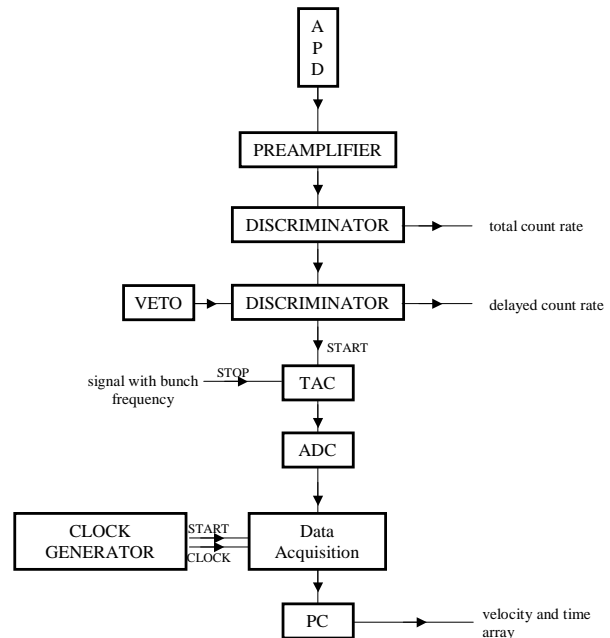 A
P
D
PREAMPLIFIER
DISCRIMINATOR
total count rate
VETO
DISCRIMINATOR
delayed count rate
START
STOP
signal with bunch
frequency
TAC
ADC
CLOCK
GENERATOR
START
CLOCK
Data
Acquisition
PC
velocity and time
array